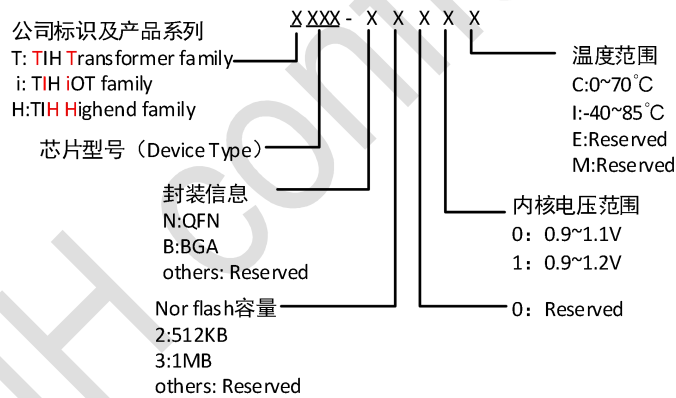 X XXX - X X X X X
公司标识及产品系列
T: TIH Transformer family
i: TIH iOT family
H:TIH Highend family
芯片型号（Device Type）
封装信息
N:QFN
B:BGA
others: Reserved
Nor flash容量
2:512KB
3:1MB
others: Reserved
温度范围
C:0~70℃
I:-40~85℃
E:Reserved
M:Reserved
内核电压范围
0：0.9~1.1V
1：0.9~1.2V
0：Reserved